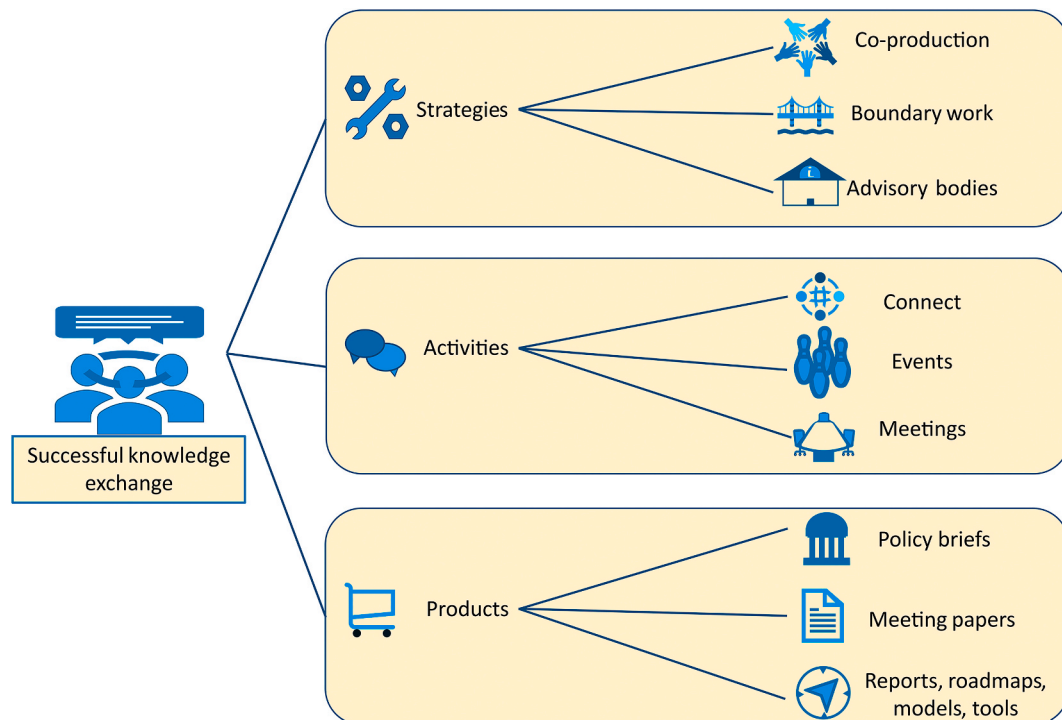 Successful knowledge
exchange
Strategies
Co-production
Boundary work
Advisory bodies
Activities
Connect
Events
Meetings
Products
Policy briefs
Meeting papers
Reports, roadmaps,
models, tools